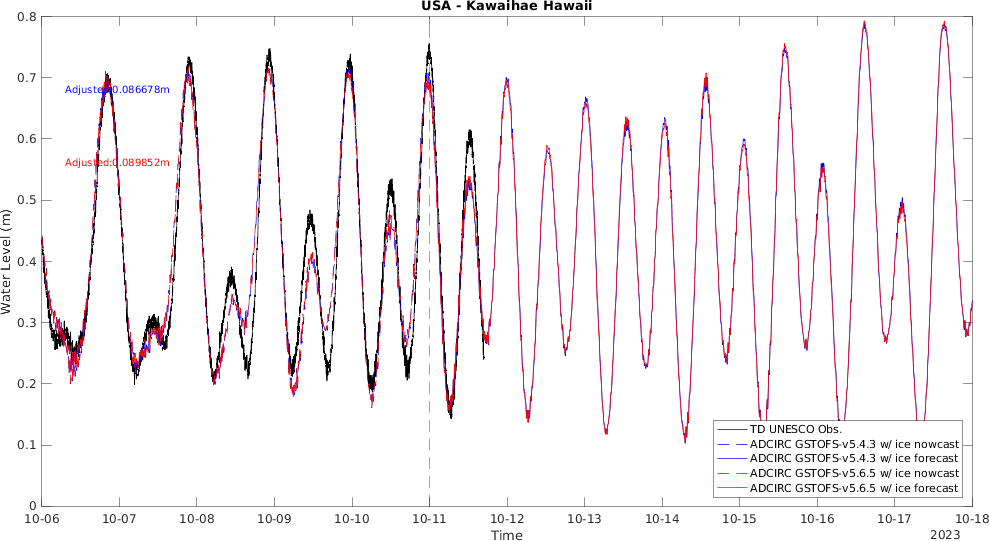 USA - Kawaihae Hawaii
0.8
0.7
0.6
0.5
0.4
0.3
0.2
0.1
0
Water Level (m)
Adjusted:0.086678m
Adjusted:0.089852m
TD UNESCO Obs.
ADCIRC GSTOFS-v5.4.3 w/ ice nowcast
ADCIRC GSTOFS-v5.4.3 w/ ice forecast
ADCIRC GSTOFS-v5.6.5 w/ ice nowcast
ADCIRC GSTOFS-v5.6.5 w/ ice forecast
10-06 10-07 10-08 10-09 10-10 10-11 10-12 10-13 10-14 10-15 10-16 10-17 10-18
Time
2023